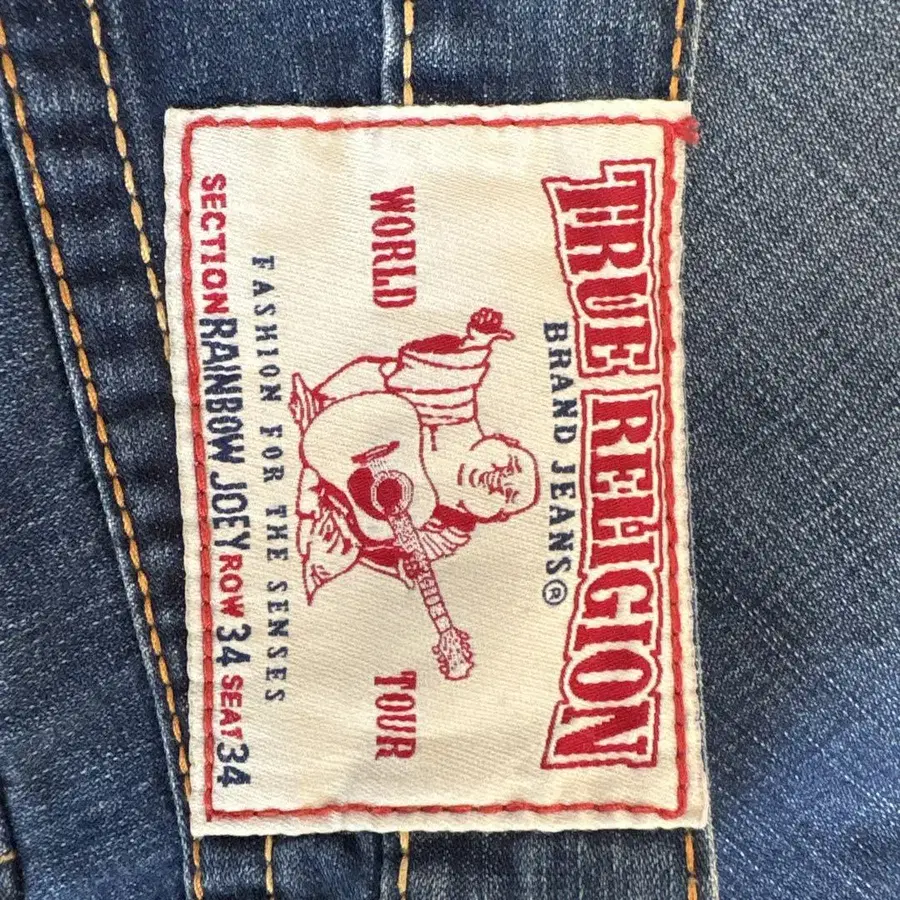 TRUE RELIGION
BRAND JEANS®
WORLD TOUR
FASHION FOR THE SENSES
SECTION RAINBOW JOEY ROW 34 SEAT 34